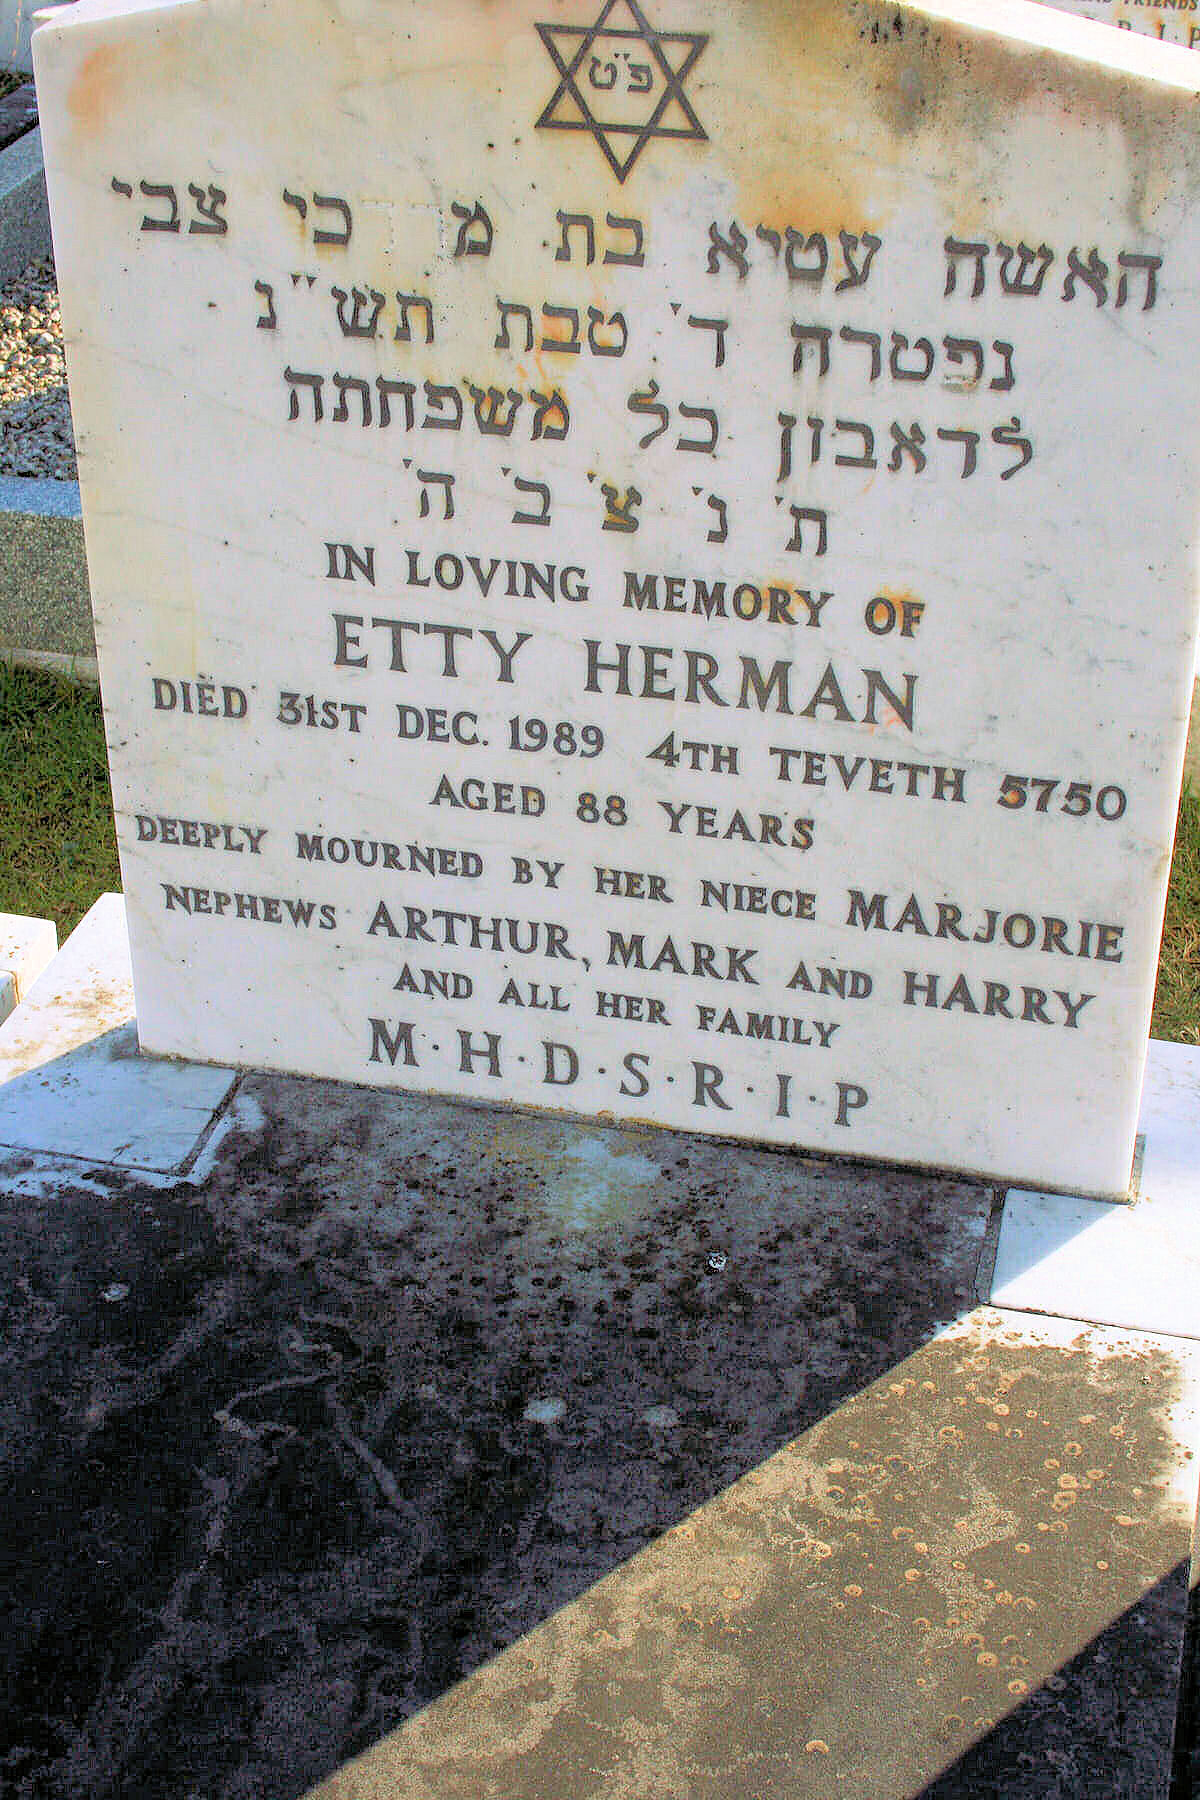 FRIENDS
R · I · P
פ"ט
האשה עטיא בת מרדכי צבי
נפטרה ד' טבת תש"נ
לדאבון כל משפחתה
ת' נ' צ' ב' ה'
IN LOVING MEMORY OF
ETTY HERMAN
DIED 31ST DEC. 1989 4TH TEVETH 5750
AGED 88 YEARS
DEEPLY MOURNED BY HER NIECE MARJORIE
NEPHEWS ARTHUR, MARK AND HARRY
AND ALL HER FAMILY
M·H·D·S·R·I·P